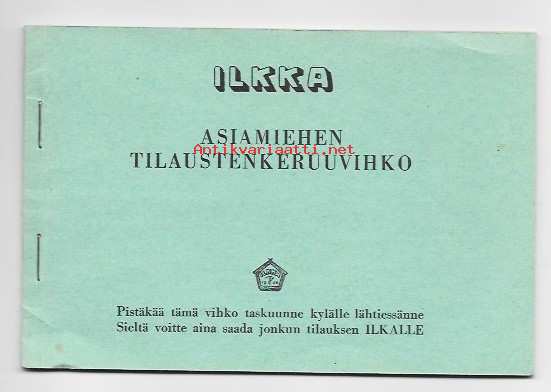 ILKKA
ASIAMIEHEN
Antikvariaatti.net
TILAUSTENKERUUVIHKO
Pistäkää tämä vihko taskuunne kylälle lähtiessänne
Sieltä voitte aina saada jonkun tilauksen ILKALLE